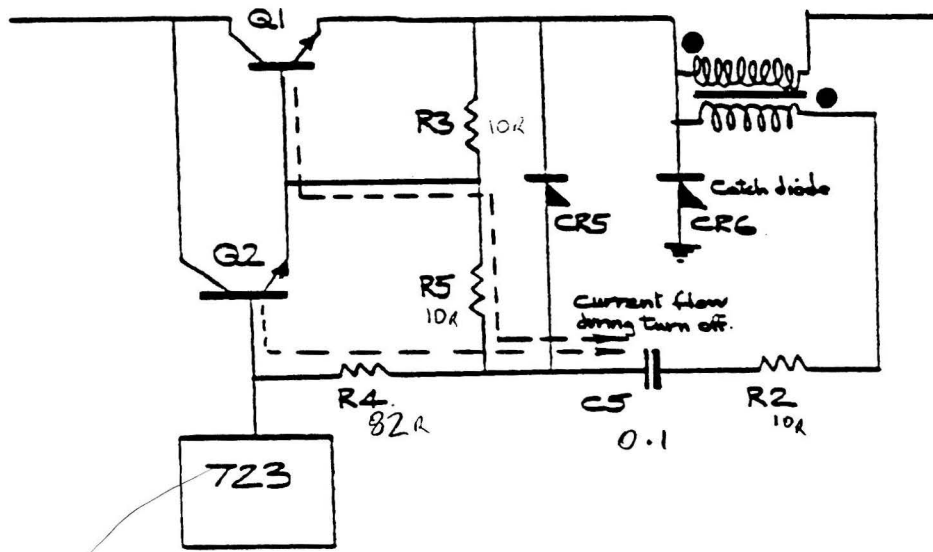 Q1
R3 10R
CR5
Catch diode
CR6
Q2
R5
10R
Current flow
during turn off.
R4
82R
C5
0.1
R2
10R
723